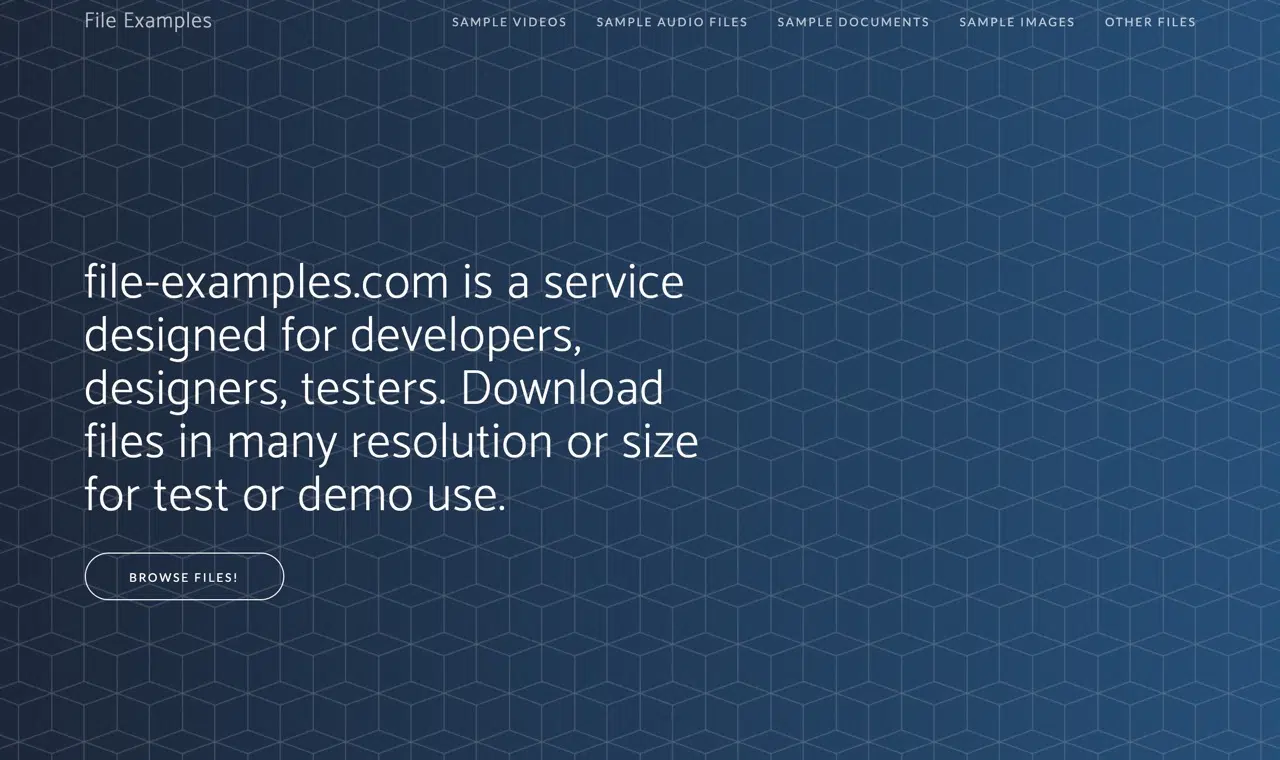 File Examples
SAMPLE VIDEOS SAMPLE AUDIO FILES SAMPLE DOCUMENTS SAMPLE IMAGES OTHER FILES
file-examples.com is a service
designed for developers,
designers, testers. Download
files in many resolution or size
for test or demo use.
BROWSE FILES!